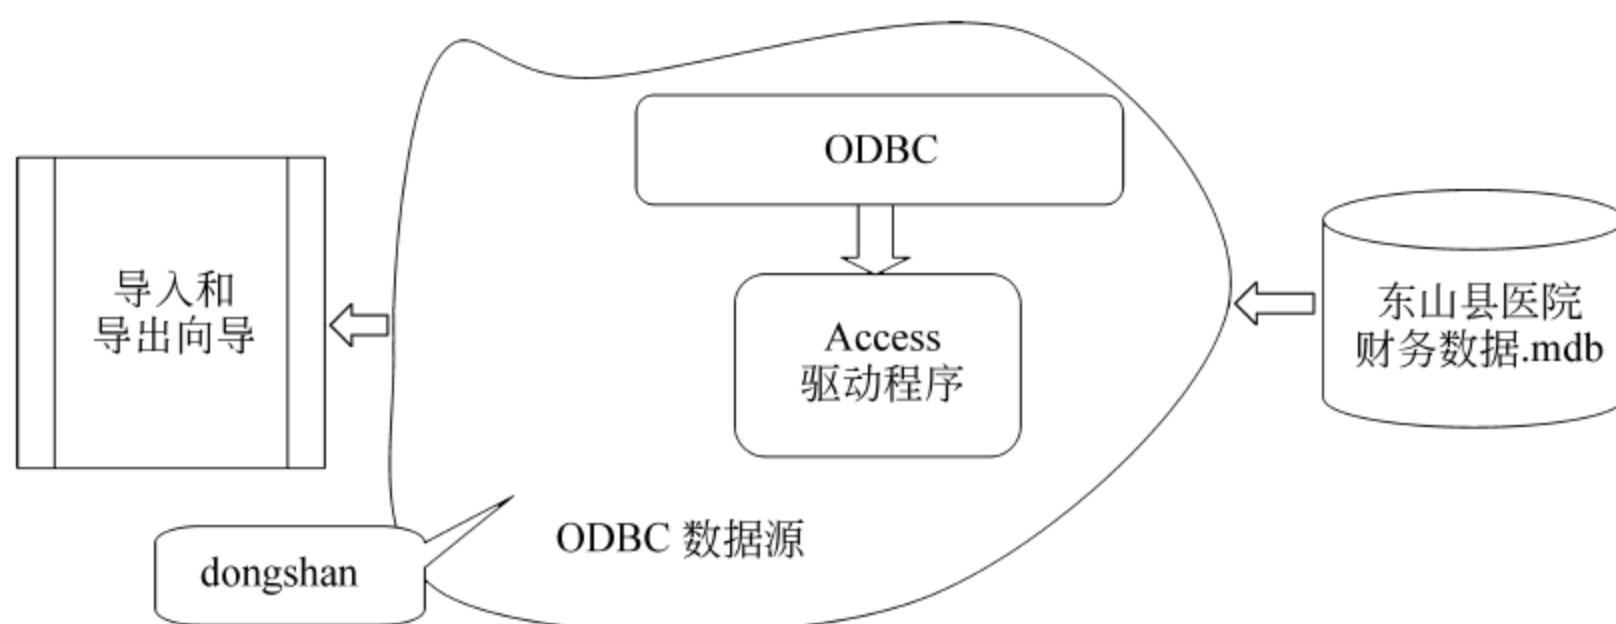 ODBC
导入和
导出向导
Access
驱动程序
东山县医院
财务数据.mdb
ODBC 数据源
dongshan